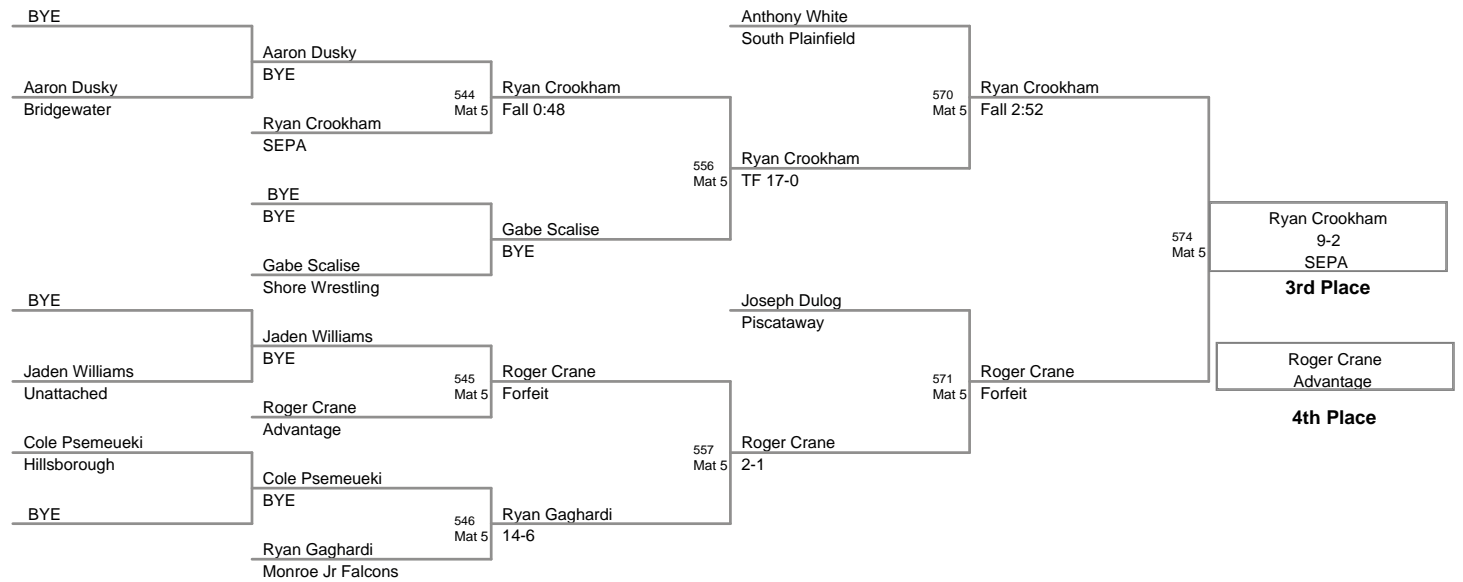 BYE
Aaron Dusky
Bridgewater
BYE
Jaden Williams
Unattached
Cole Psemeueki
Hillsborough
BYE
Aaron Dusky
BYE
Ryan Crookham
SEPA
BYE
BYE
Gabe Scalise
Shore Wrestling
Jaden Williams
BYE
Roger Crane
Advantage
Cole Psemeueki
BYE
Ryan Gaghardi
Monroe Jr Falcons
544
Mat 5
Ryan Crookham
Fall 0:48
Gabe Scalise
BYE
545
Mat 5
Roger Crane
Forfeit
546
Mat 5
Ryan Gaghardi
14-6
Anthony White
South Plainfield
556
Mat 5
Ryan Crookham
TF 17-0
Joseph Dulog
Piscataway
557
Mat 5
Roger Crane
2-1
570
Mat 5
Ryan Crookham
Fall 2:52
571
Mat 5
Roger Crane
Forfeit
574
Mat 5
Ryan Crookham
9-2
SEPA
3rd Place
Roger Crane
Advantage
4th Place